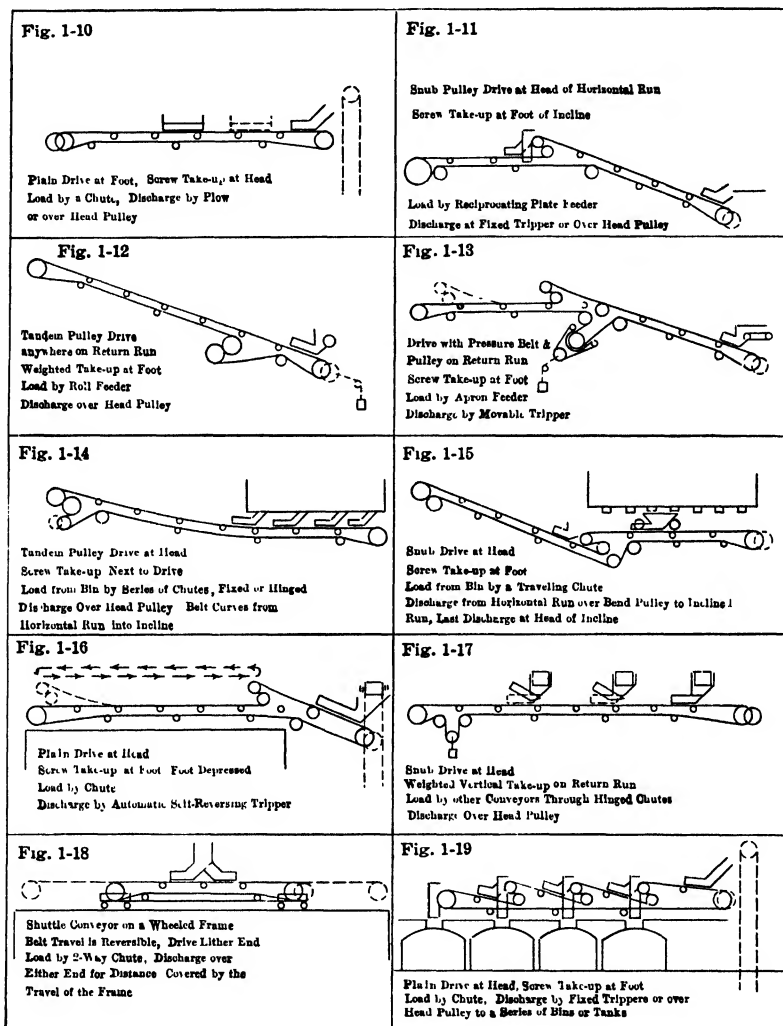 Fig. 1-10
Plain Drive at Foot, Screw Take-up at Head
Load by a Chute, Discharge by Plow
or over Head Pulley
Fig. 1-11
Snub Pulley Drive at Head of Horizontal Run
Screw Take-up at Foot of Incline
Load by Reciprocating Plate Feeder
Discharge at Fixed Tripper or Over Head Pulley
Fig. 1-12
Tandem Pulley Drive
anywhere on Return Run
Weighted Take-up at Foot
Load by Roll Feeder
Discharge over Head Pulley
Fig. 1-13
Drive with Pressure Belt &
Pulley on Return Run
Screw Take-up at Foot
Load by Apron Feeder
Discharge by Movable Tripper
Fig. 1-14
Tandem Pulley Drive at Head
Screw Take-up Next to Drive
Load from Bin by Series of Chutes, Fixed or Hinged
Discharge Over Head Pulley Belt Curves from
Horizontal Run into Incline
Fig. 1-15
Snub Drive at Head
Screw Take-up at Foot
Load from Bin by a Traveling Chute
Discharge from Horizontal Run over Bend Pulley to Inclined
Run, Last Discharge at Head of Incline
Fig. 1-16
Plain Drive at Head
Screw Take-up at Foot Foot Depressed
Load by Chute
Discharge by Automatic Self-Reversing Tripper
Fig. 1-17
Snub Drive at Head
Weighted Vertical Take-up on Return Run
Load by other Conveyors Through Hinged Chutes
Discharge Over Head Pulley
Fig. 1-18
Shuttle Conveyor on a Wheeled Frame
Belt Travel is Reversible, Drive Either End
Load by 2-Way Chute, Discharge over
Either End for Distance Covered by the
Travel of the Frame
Fig. 1-19
Plain Drive at Head, Screw Take-up at Foot
Load by Chute, Discharge by Fixed Trippers or over
Head Pulley to a Series of Bins or Tanks